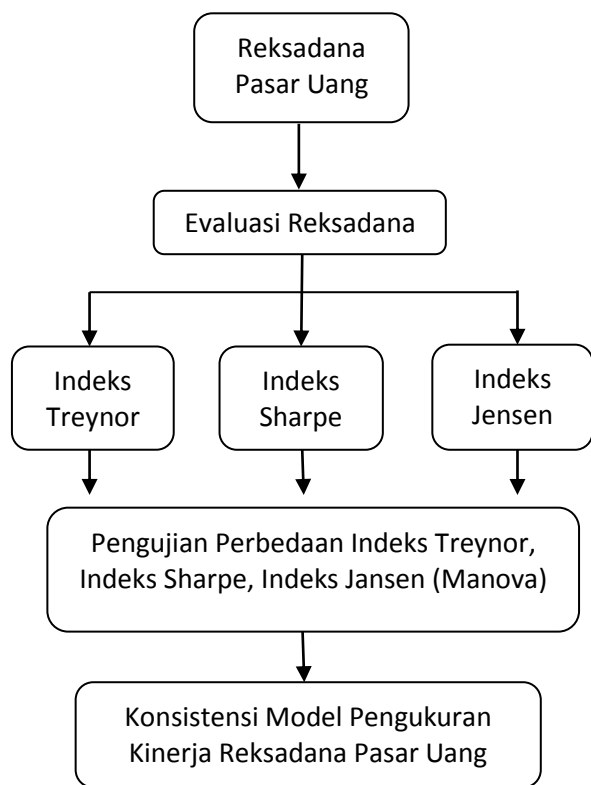 Reksadana
Pasar Uang
Evaluasi Reksadana
Indeks
Treynor
Indeks
Sharpe
Indeks
Jensen
Pengujian Perbedaan Indeks Treynor,
Indeks Sharpe, Indeks Jansen (Manova)
Konsistensi Model Pengukuran
Kinerja Reksadana Pasar Uang